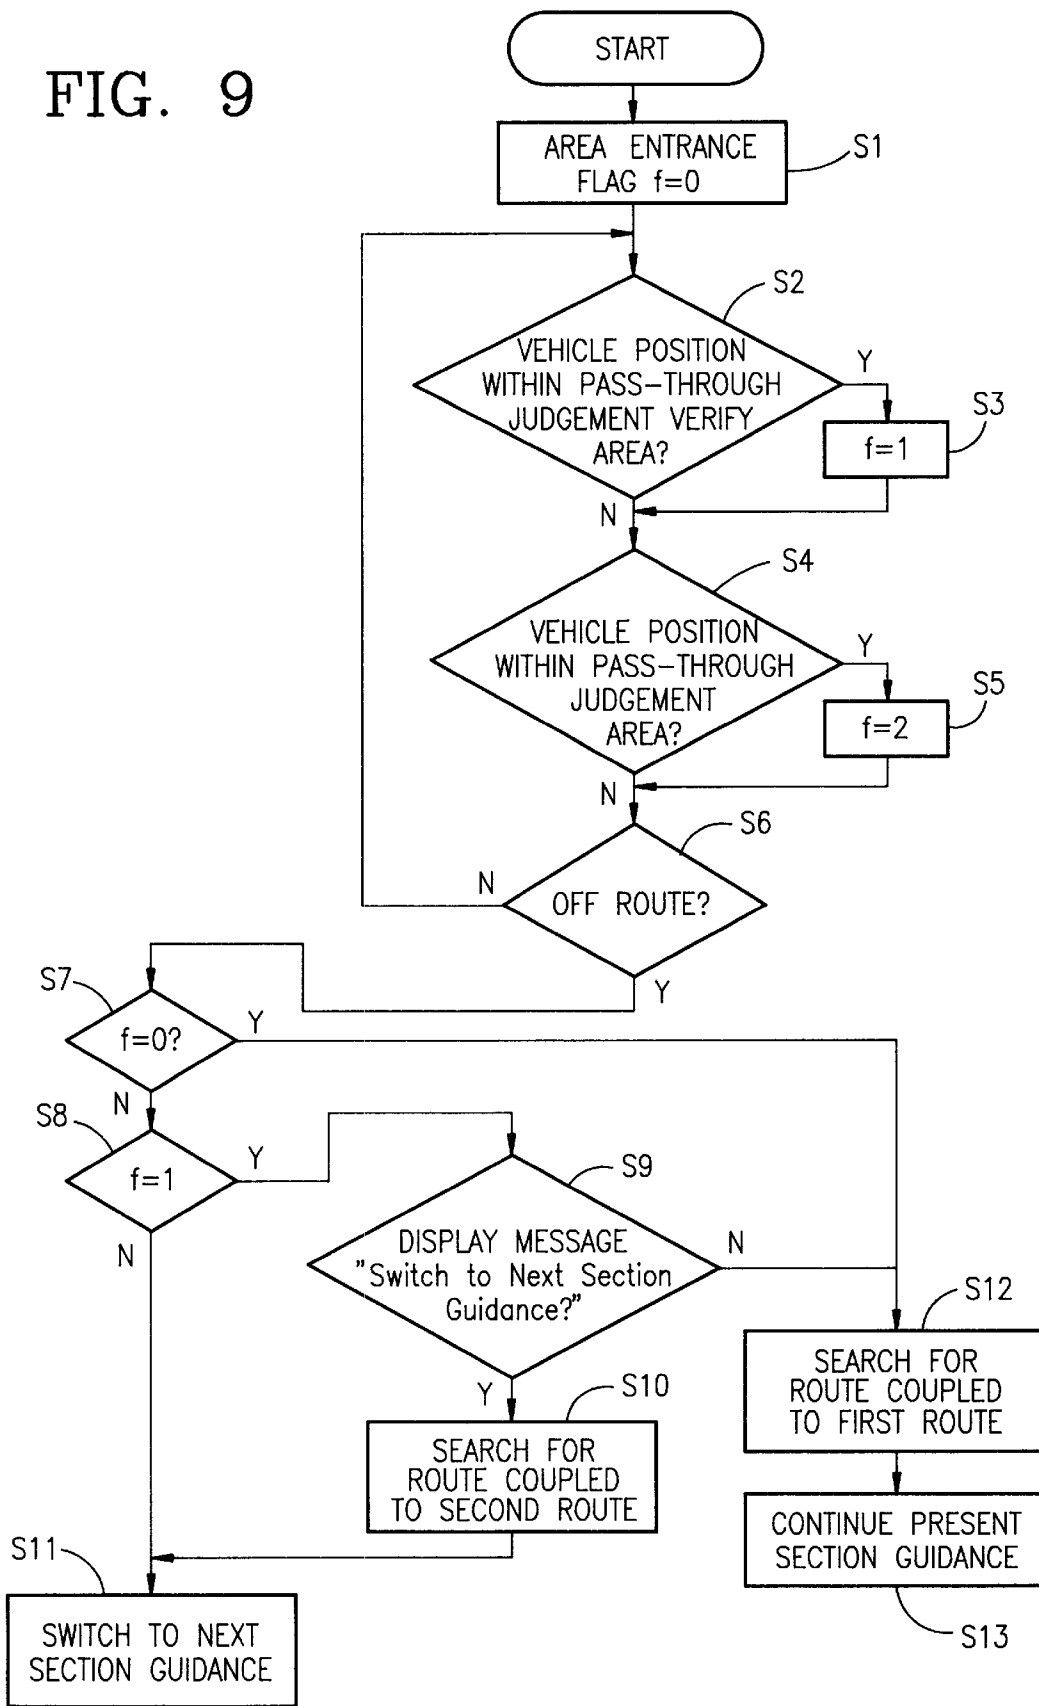 FIG. 9
START
AREA ENTRANCE
FLAG f=0
S1
S2
VEHICLE POSITION
WITHIN PASS-THROUGH
JUDGEMENT VERIFY
AREA?
Y
S3
f=1
N
S4
VEHICLE POSITION
WITHIN PASS-THROUGH
JUDGEMENT
AREA?
Y
S5
f=2
N
S6
N
OFF ROUTE?
Y
S7
f=0?
Y
N
S8
f=1
Y
N
S9
DISPLAY MESSAGE
"Switch to Next Section
Guidance?"
N
Y
S10
SEARCH FOR
ROUTE COUPLED
TO SECOND ROUTE
S12
SEARCH FOR
ROUTE COUPLED
TO FIRST ROUTE
CONTINUE PRESENT
SECTION GUIDANCE
S13
S11
SWITCH TO NEXT
SECTION GUIDANCE